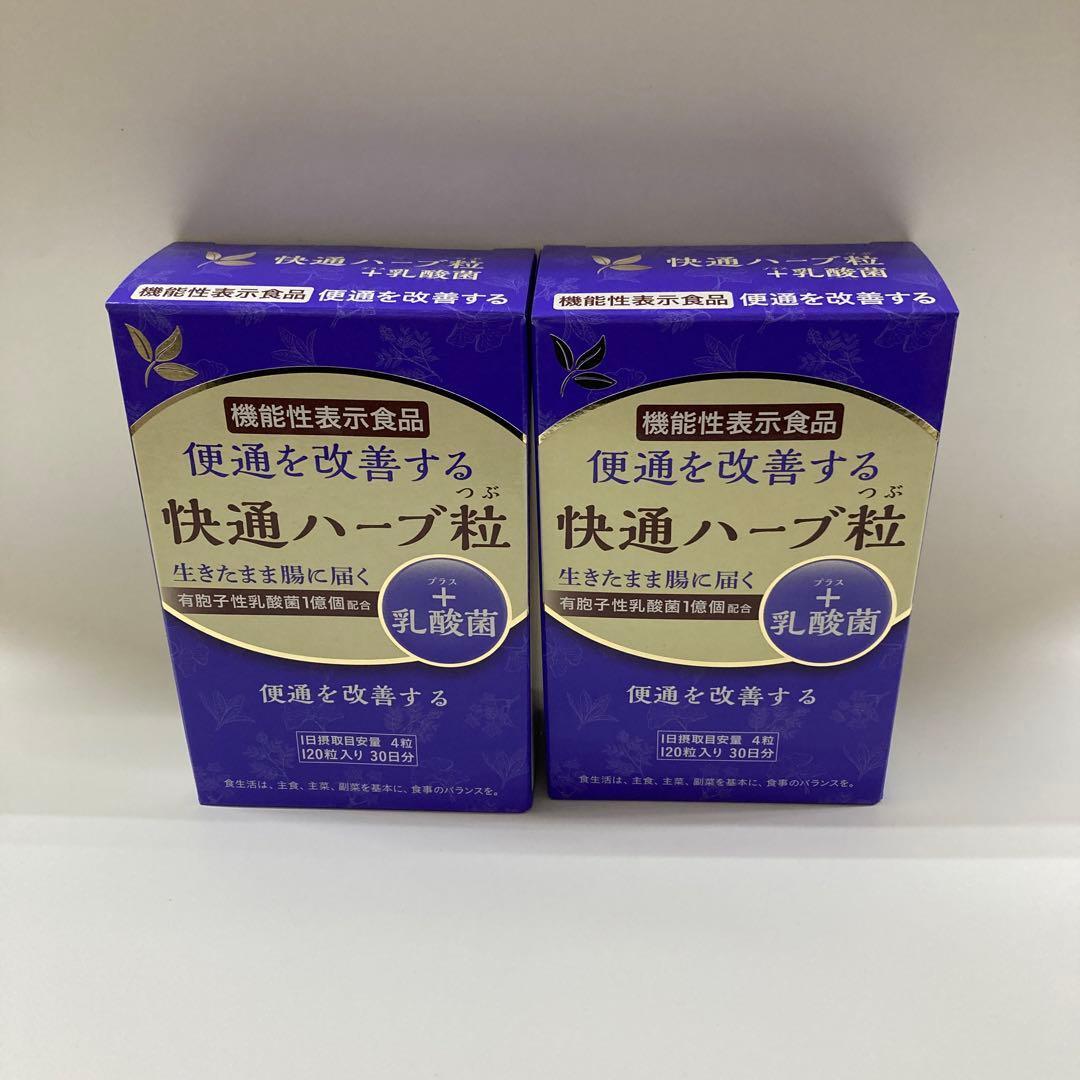 快通ハーブ粒
+乳酸菌
機能性表示食品 便通を改善する
機能性表示食品
便通を改善する
つぶ
快通ハーブ粒
生きたまま腸に届く
有胞子性乳酸菌1億個配合
プラス
+
乳酸菌
便通を改善する
1日摂取目安量 4粒
120粒入り 30日分
食生活は、主食、主菜、副菜を基本に、食事のバランスを。
快通ハーブ粒
+乳酸菌
機能性表示食品 便通を改善する
機能性表示食品
便通を改善する
つぶ
快通ハーブ粒
生きたまま腸に届く
有胞子性乳酸菌1億個配合
プラス
+
乳酸菌
便通を改善する
1日摂取目安量 4粒
120粒入り 30日分
食生活は、主食、主菜、副菜を基本に、食事のバランスを。